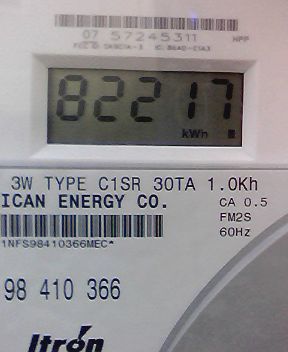 07 57245311 HPP
82217
kWh
3W TYPE C1SR 30TA 1.0Kh
ICAN ENERGY CO. CA 0.5
FM2S
1NFS98410366MEC* 60Hz
98 410 366
Itron